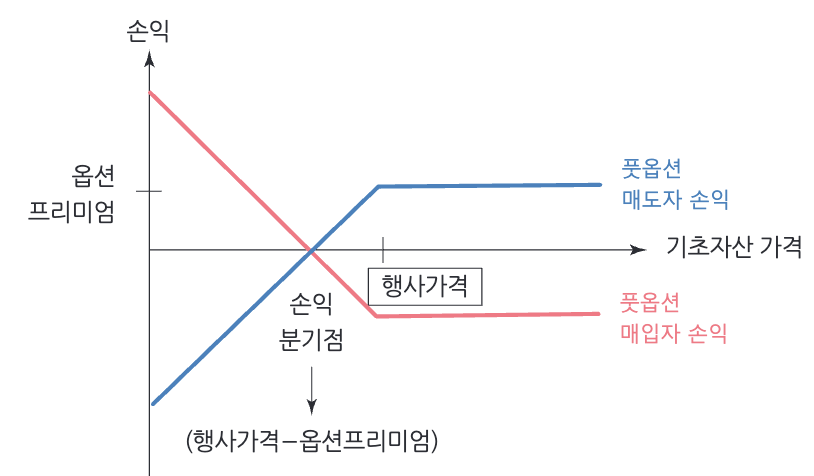 손익
옵션
프리미엄
풋옵션
매도자 손익
기초자산 가격
행사가격
손익
분기점
풋옵션
매입자 손익
(행사가격–옵션프리미엄)